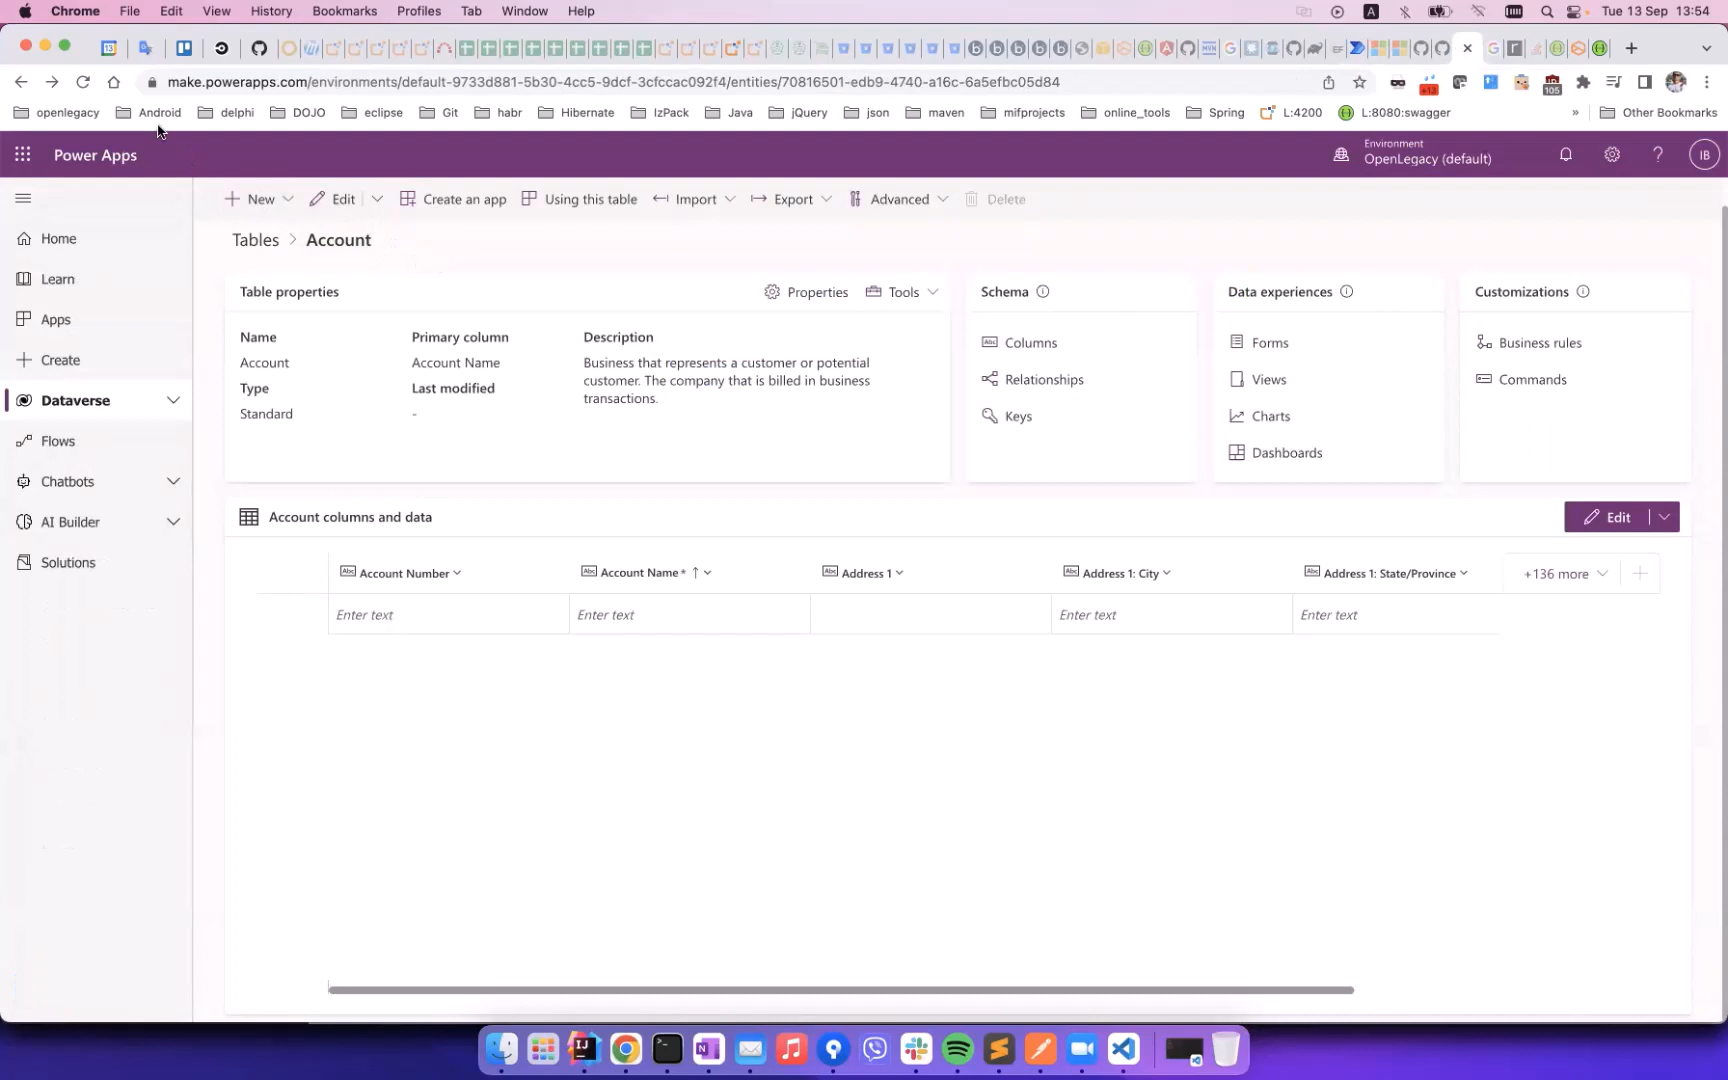 Chrome File Edit View History Bookmarks Profiles Tab Window Help A Tue 13 Sep 13:54
make.powerapps.com/environments/default-9733d881-5b30-4cc5-9dcf-3cfccac092f4/entities/70816501-edb9-4740-a16c-6a5efbc05d84 +13 105
openlegacy Android delphi DOJO eclipse Git habr Hibernate IzPack Java jQuery json maven mifprojects online_tools Spring L:4200 L:8080:swagger » Other Bookmarks
Power Apps
Environment
OpenLegacy (default)
? IB
New Edit Create an app Using this table Import Export Advanced Delete
Home
Learn
Apps
Create
Dataverse
Flows
Chatbots
AI Builder
Solutions
Tables > Account
Table properties Properties Tools
Name Primary column Description
Account Account Name Business that represents a customer or potential
customer. The company that is billed in business
transactions.
Type Last modified
Standard -
Schema
Columns
Relationships
Keys
Data experiences
Forms
Views
Charts
Dashboards
Customizations
Business rules
Commands
Account columns and data Edit
Account Number Account Name * ↑ Address 1 Address 1: City Address 1: State/Province +136 more +
Enter text Enter text Enter text Enter text